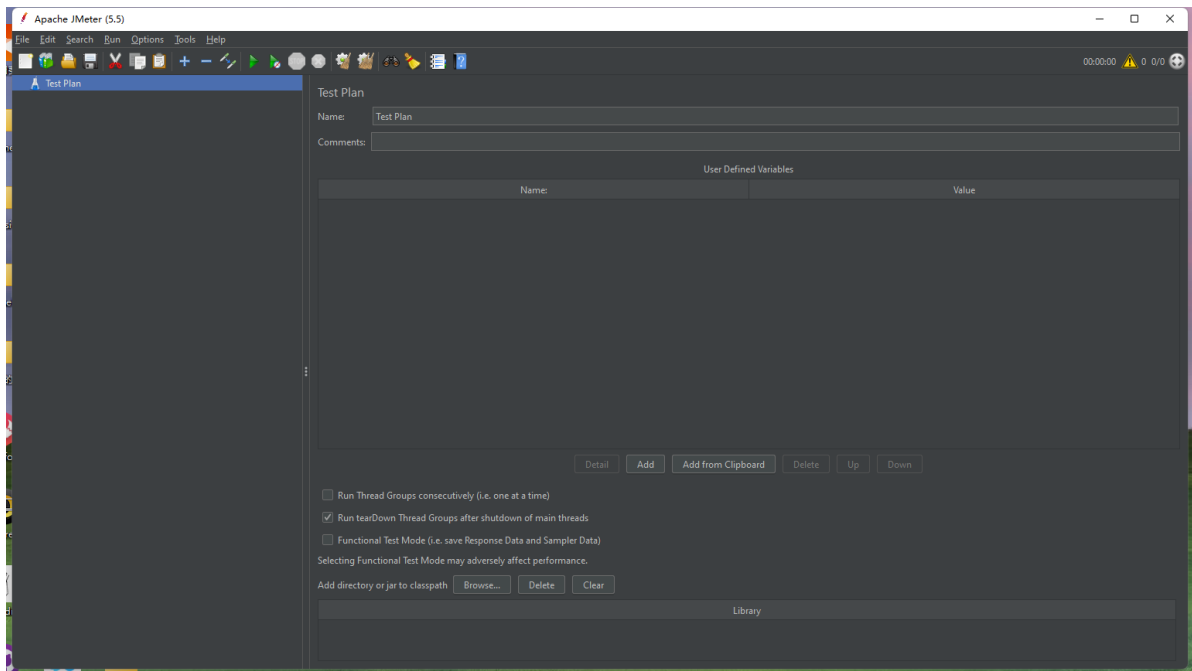 Apache JMeter (5.5)
File Edit Search Run Options Tools Help
00:00:00 0 0/0
Test Plan
Test Plan
Name: Test Plan
Comments:
User Defined Variables
Name: Value
Detail Add Add from Clipboard Delete Up Down
Run Thread Groups consecutively (i.e. one at a time)
Run tearDown Thread Groups after shutdown of main threads
Functional Test Mode (i.e. save Response Data and Sampler Data)
Selecting Functional Test Mode may adversely affect performance.
Add directory or jar to classpath Browse... Delete Clear
Library